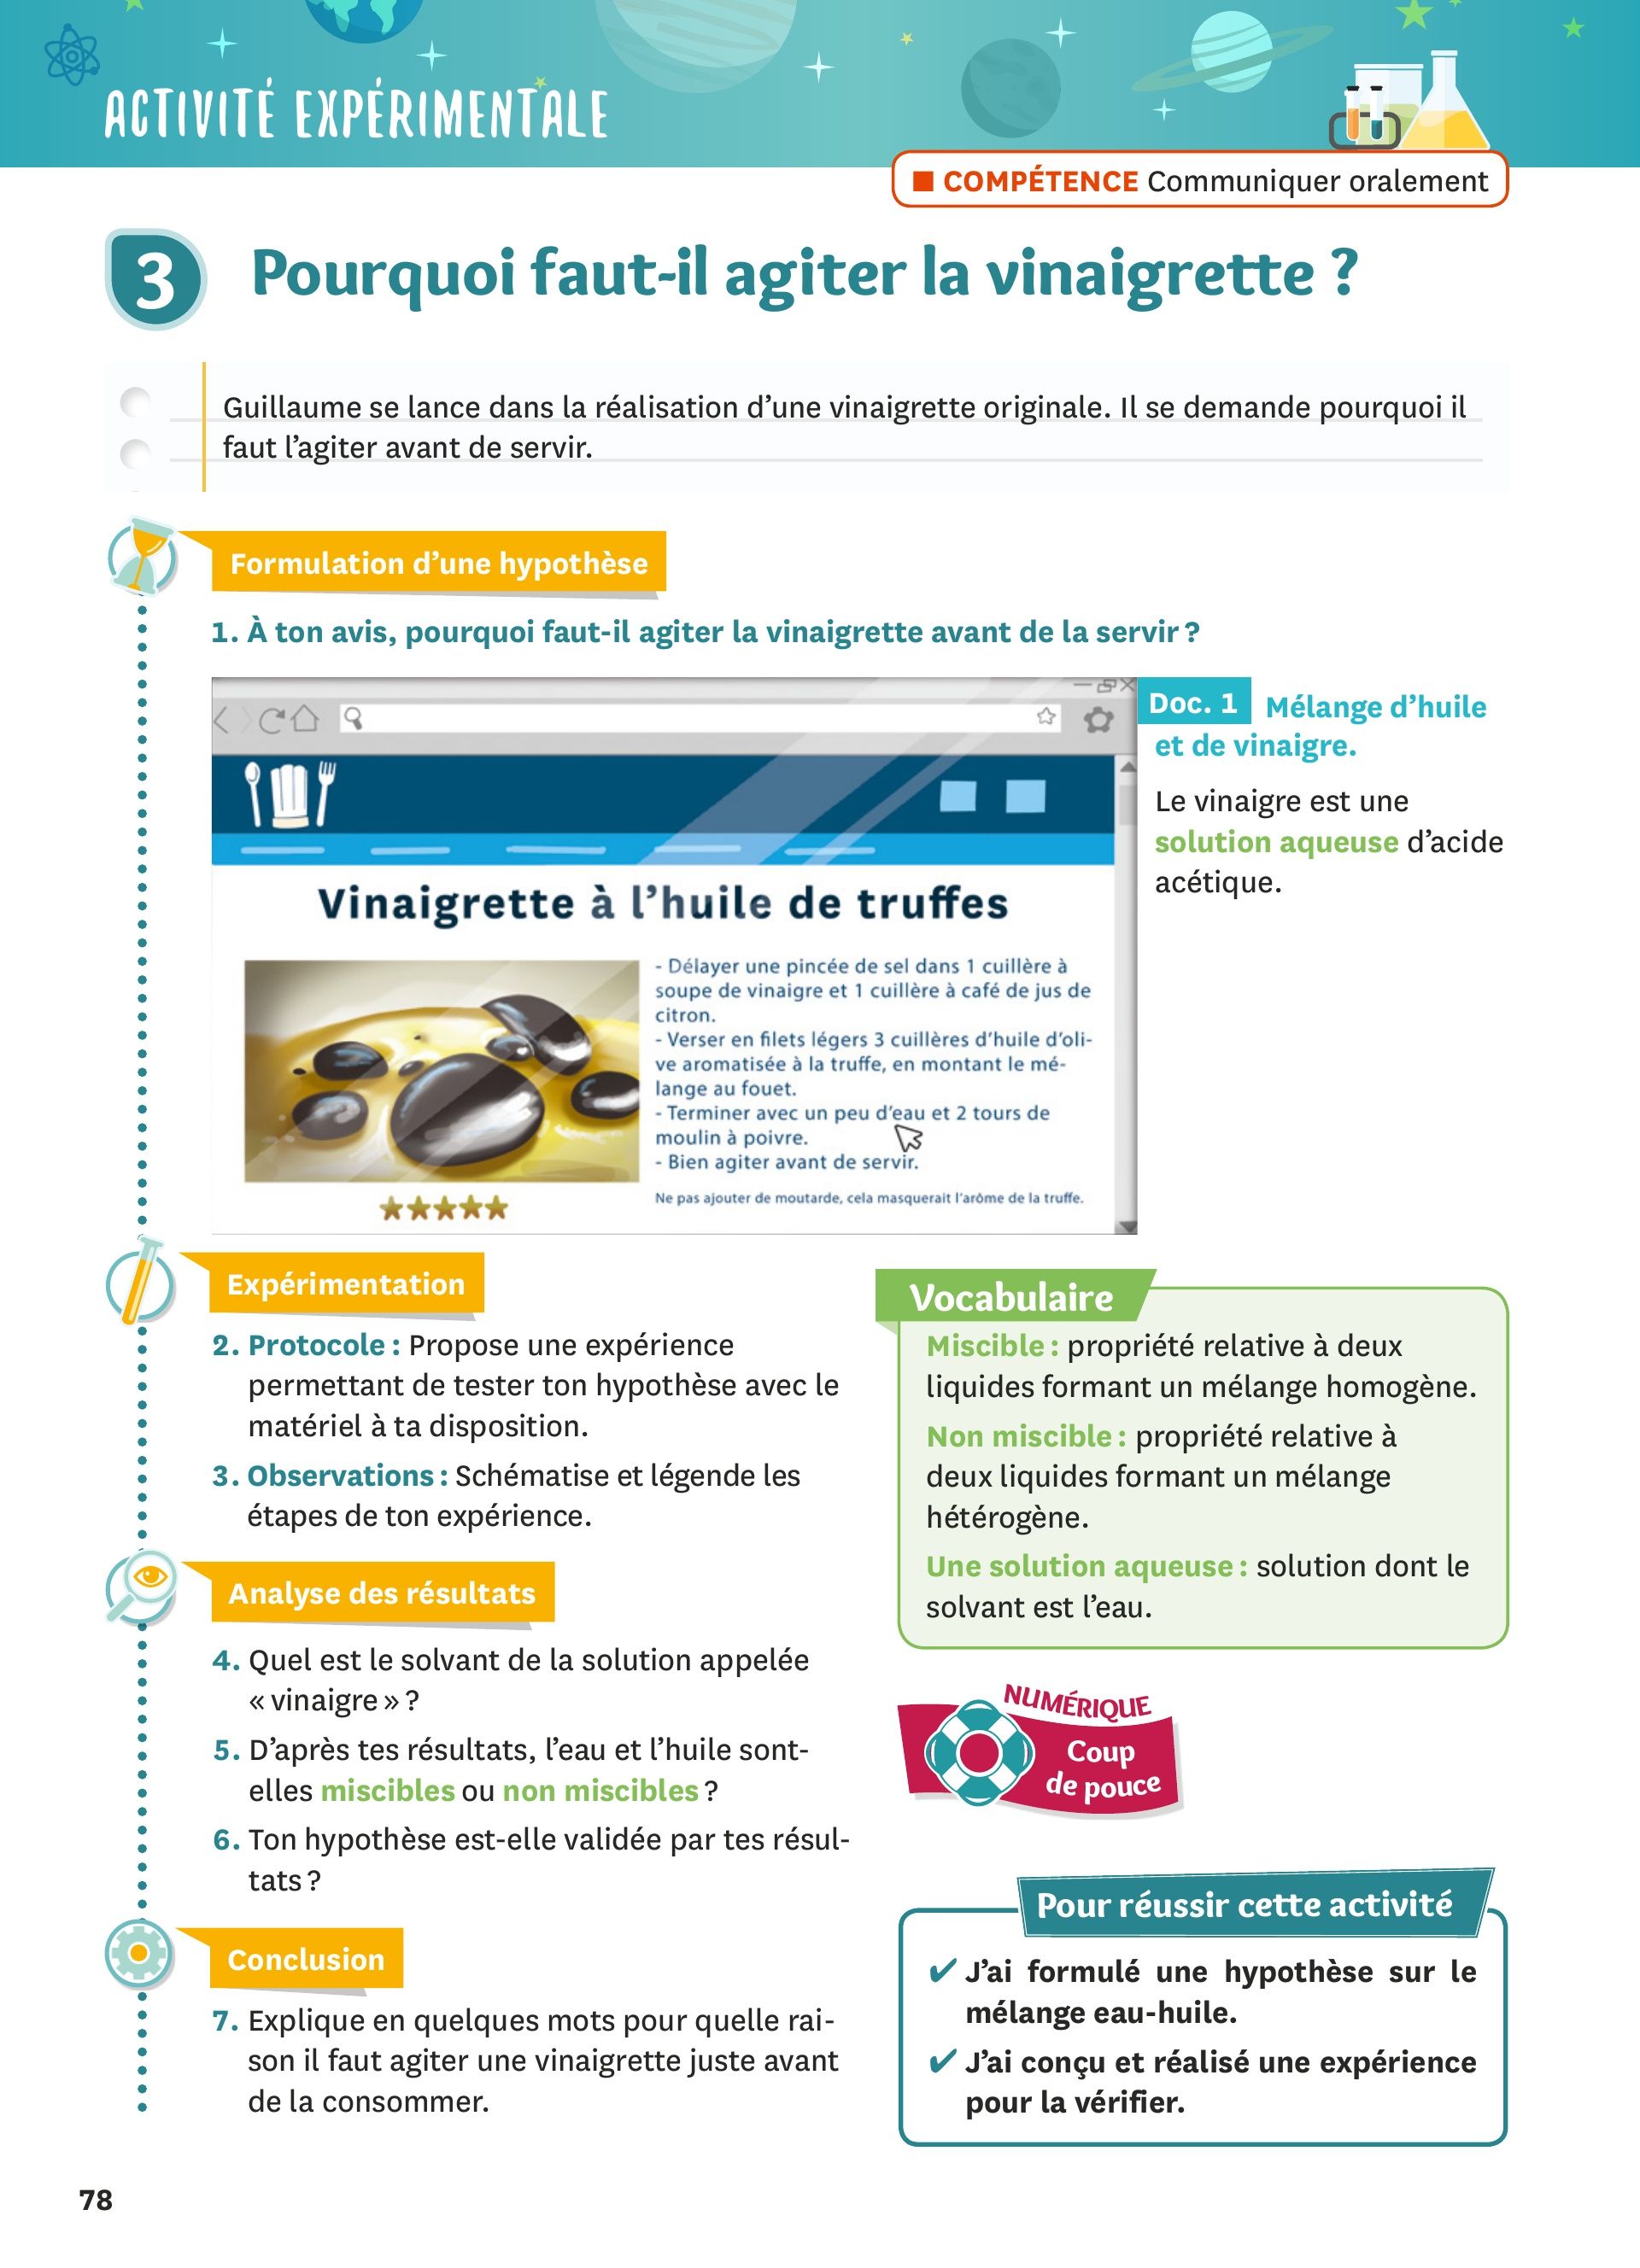 ACTIVITÉ EXPÉRIMENTALE
COMPÉTENCE Communiquer oralement
3 Pourquoi faut-il agiter la vinaigrette ?
Guillaume se lance dans la réalisation d’une vinaigrette originale. Il se demande pourquoi il
faut l’agiter avant de servir.
Formulation d’une hypothèse
1. À ton avis, pourquoi faut-il agiter la vinaigrette avant de la servir ?
Vinaigrette à l’huile de truffes
- Délayer une pincée de sel dans 1 cuillère à
soupe de vinaigre et 1 cuillère à café de jus de
citron.
- Verser en filets légers 3 cuillères d’huile d’oli-
ve aromatisée à la truffe, en montant le mé-
lange au fouet.
- Terminer avec un peu d’eau et 2 tours de
moulin à poivre.
- Bien agiter avant de servir.
Ne pas ajouter de moutarde, cela masquerait l’arôme de la truffe.
Doc. 1 Mélange d’huile
et de vinaigre.
Le vinaigre est une
solution aqueuse d’acide
acétique.
Expérimentation
2. Protocole : Propose une expérience
permettant de tester ton hypothèse avec le
matériel à ta disposition.
3. Observations : Schématise et légende les
étapes de ton expérience.
Analyse des résultats
4. Quel est le solvant de la solution appelée
« vinaigre » ?
5. D’après tes résultats, l’eau et l’huile sont-
elles miscibles ou non miscibles ?
6. Ton hypothèse est-elle validée par tes résul-
tats ?
Conclusion
7. Explique en quelques mots pour quelle rai-
son il faut agiter une vinaigrette juste avant
de la consommer.
Vocabulaire
Miscible : propriété relative à deux
liquides formant un mélange homogène.
Non miscible : propriété relative à
deux liquides formant un mélange
hétérogène.
Une solution aqueuse : solution dont le
solvant est l’eau.
NUMÉRIQUE
Coup
de pouce
Pour réussir cette activité
✔ J’ai formulé une hypothèse sur le
mélange eau-huile.
✔ J’ai conçu et réalisé une expérience
pour la vérifier.
78